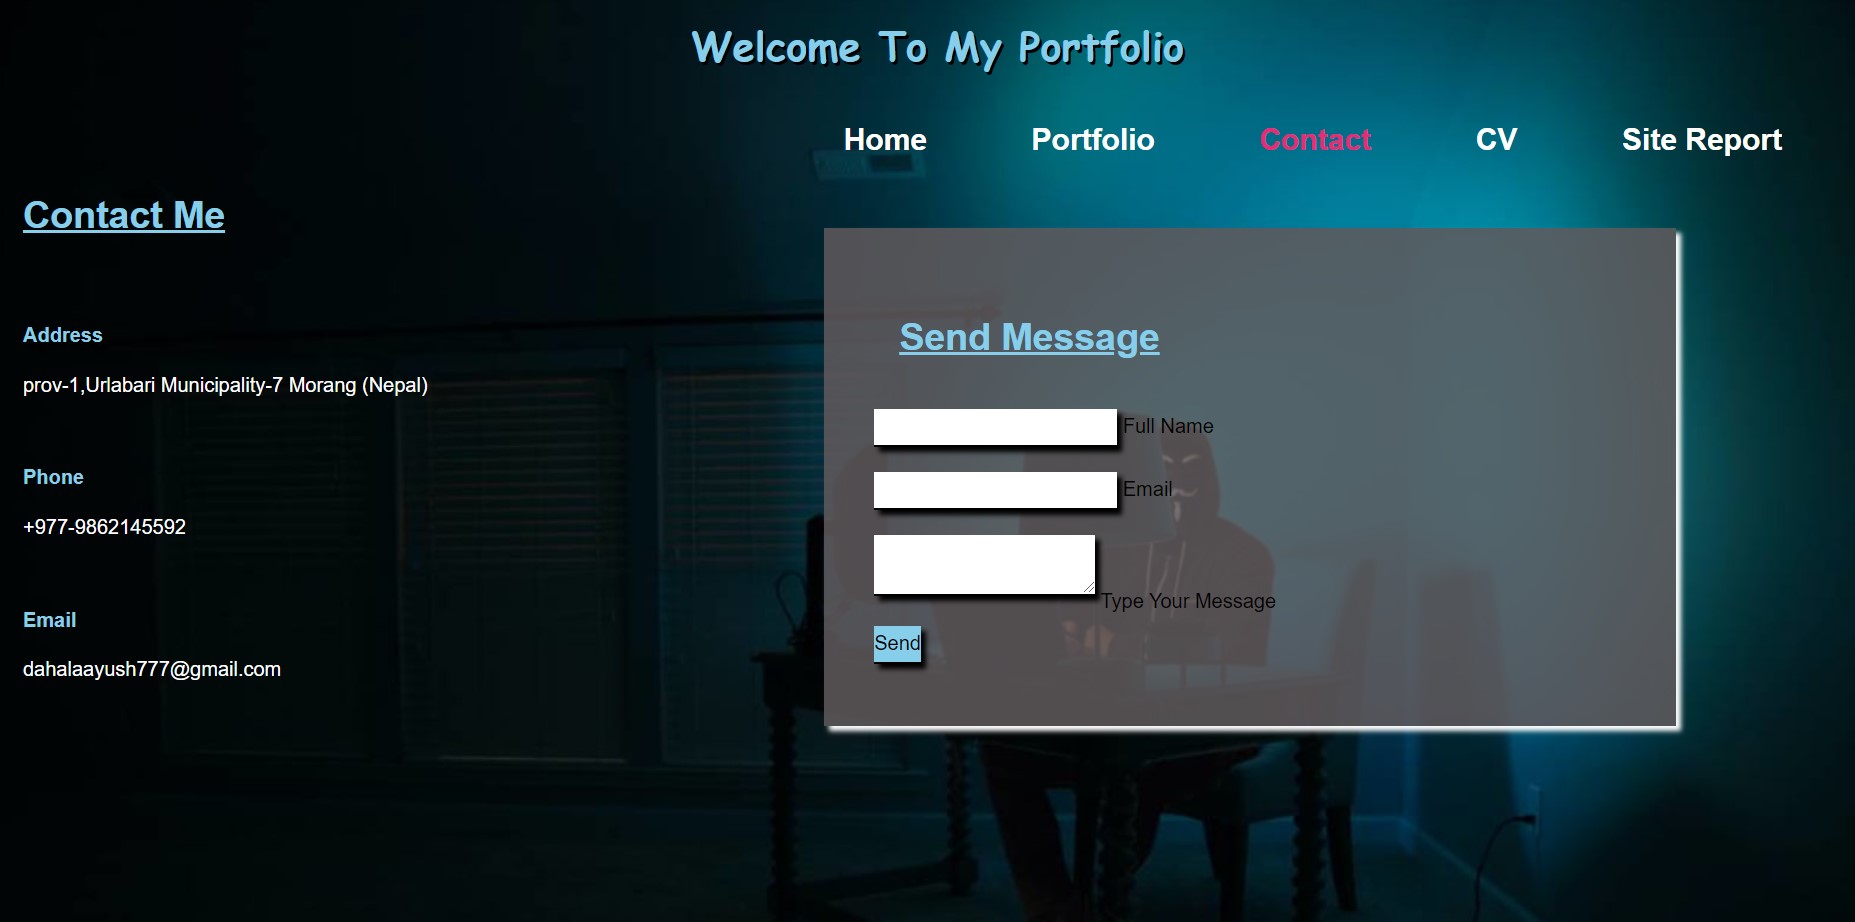 Welcome To My Portfolio
Home Portfolio Contact CV Site Report
Contact Me
Address
prov-1,Urlabari Municipality-7 Morang (Nepal)
Phone
+977-9862145592
Email
dahalaayush777@gmail.com
Send Message
Full Name
Email
Type Your Message
Send